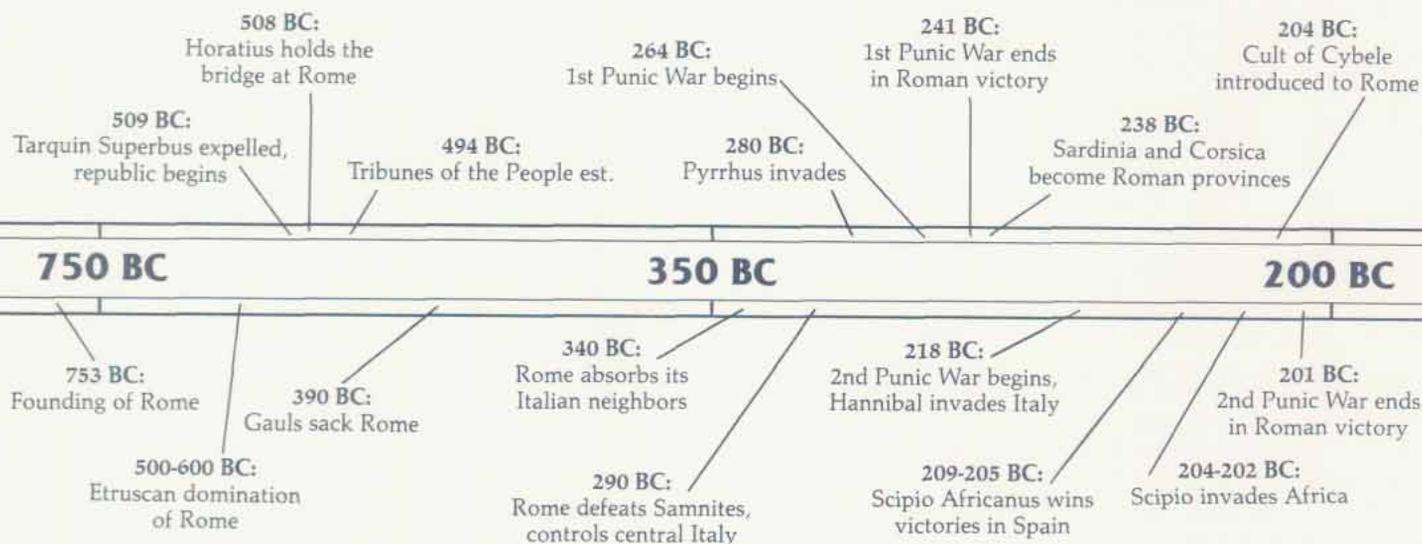 508 BC:
Horatius holds the
bridge at Rome
509 BC:
Tarquin Superbus expelled,
republic begins
494 BC:
Tribunes of the People est.
264 BC:
1st Punic War begins
280 BC:
Pyrrhus invades
241 BC:
1st Punic War ends
in Roman victory
238 BC:
Sardinia and Corsica
become Roman provinces
204 BC:
Cult of Cybele
introduced to Rome
750 BC
350 BC
200 BC
753 BC:
Founding of Rome
500-600 BC:
Etruscan domination
of Rome
390 BC:
Gauls sack Rome
340 BC:
Rome absorbs its
Italian neighbors
290 BC:
Rome defeats Samnites,
controls central Italy
218 BC:
2nd Punic War begins,
Hannibal invades Italy
209-205 BC:
Scipio Africanus wins
victories in Spain
204-202 BC:
Scipio invades Africa
201 BC:
2nd Punic War ends
in Roman victory